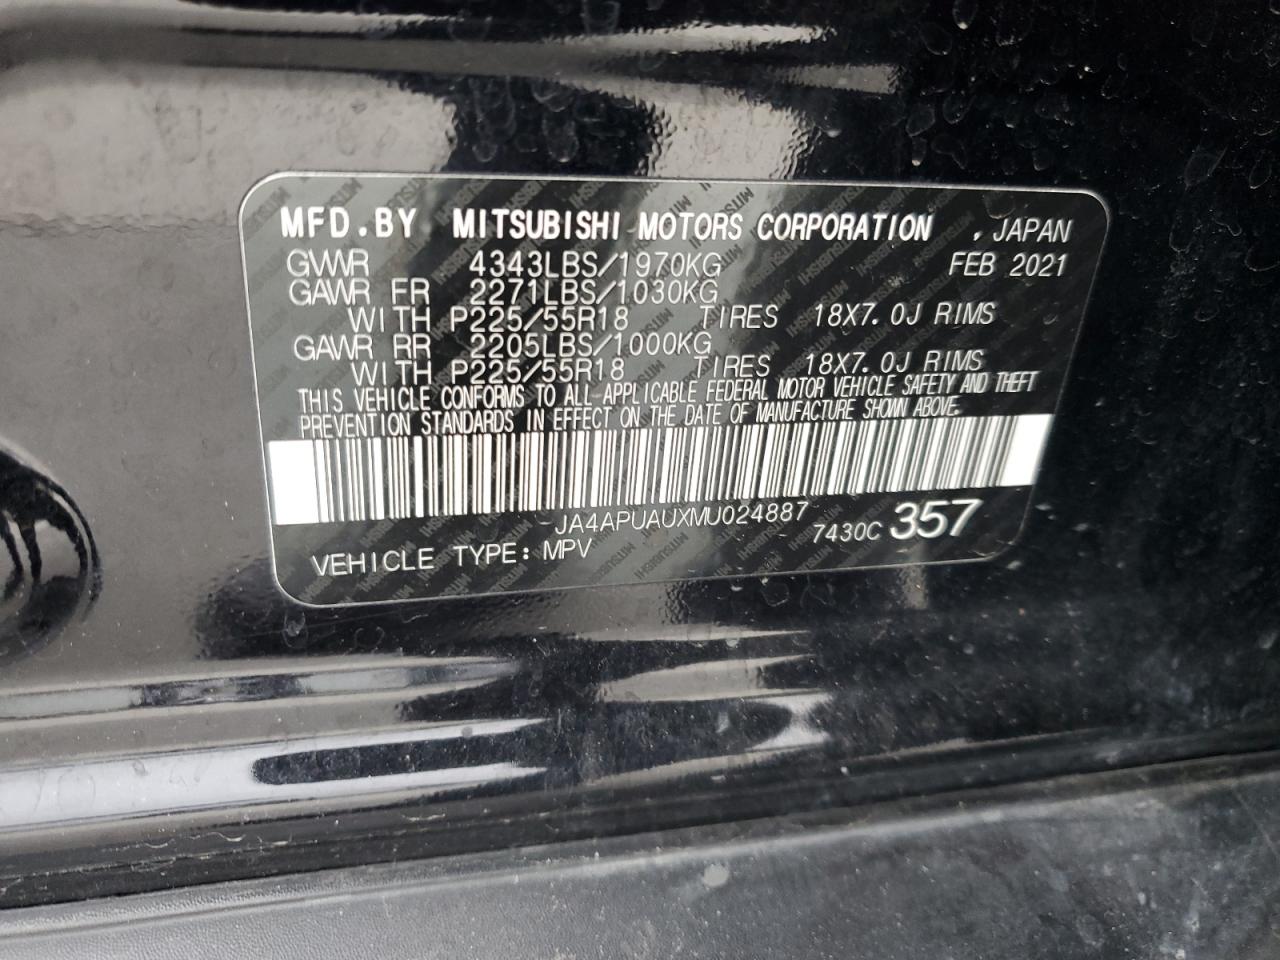 MFD.BY MITSUBISHI MOTORS CORPORATION , JAPAN
GVWR 4343LBS/1970KG FEB 2021
GAWR FR 2271LBS/1030KG
WITH P225/55R18 TIRES 18X7.0J RIMS
GAWR RR 2205LBS/1000KG
WITH P225/55R18 TIRES 18X7.0J RIMS
THIS VEHICLE CONFORMS TO ALL APPLICABLE FEDERAL MOTOR VEHICLE SAFETY AND THEFT
PREVENTION STANDARDS IN EFFECT ON THE DATE OF MANUFACTURE SHOWN ABOVE.
JA4APUAUXMU024887
7430C 357
VEHICLE TYPE: MPV